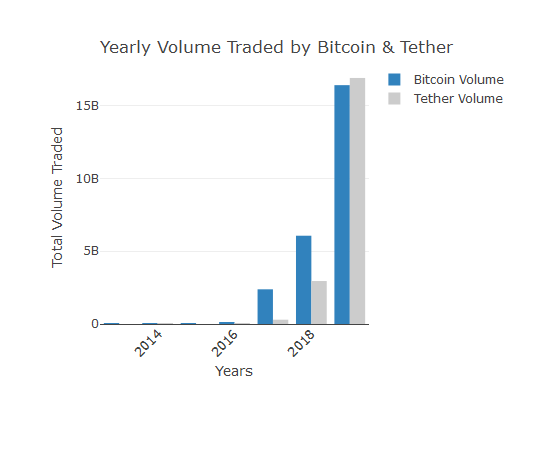 Yearly Volume Traded by Bitcoin & Tether
Bitcoin Volume
Tether Volume
Total Volume Traded
15B
10B
5B
0
2014
2016
2018
Years